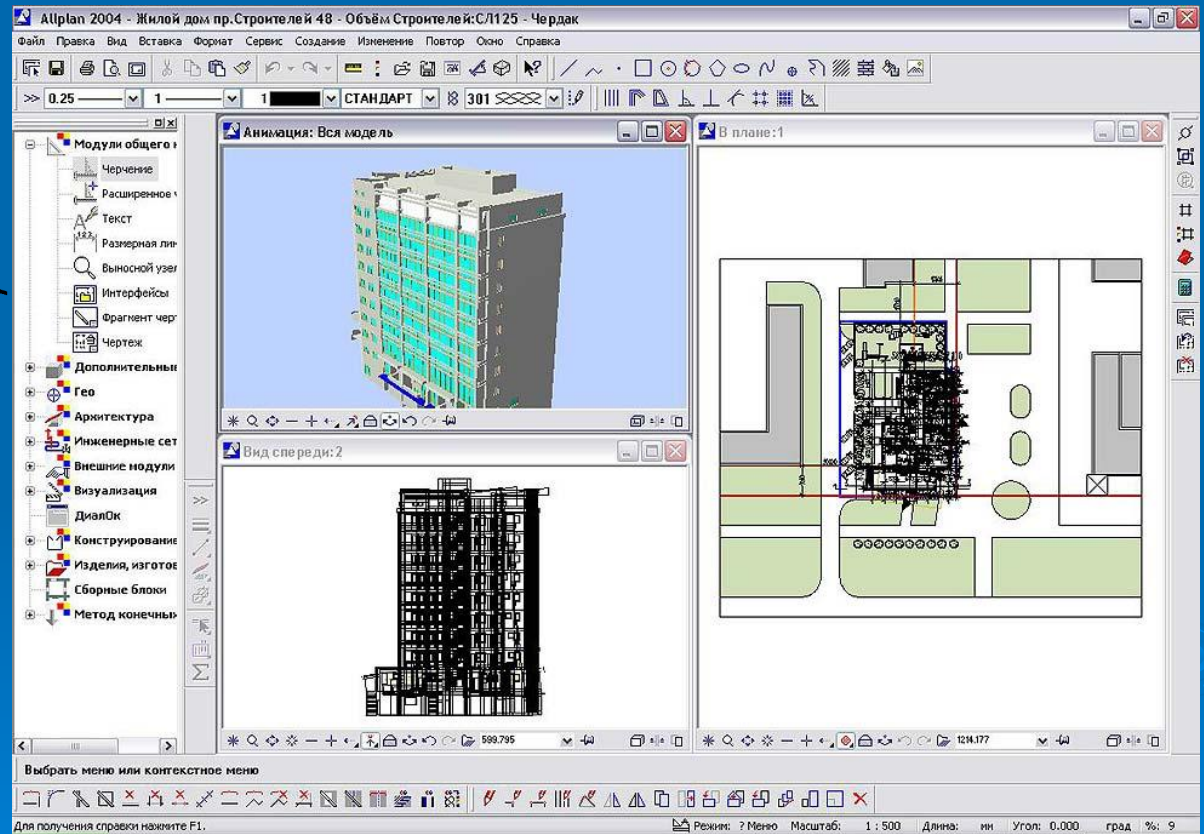 Allplan 2004 - Жилой дом пр.Строителей 48 - Объём Строителей:СЛ125 - Чердак
Файл Правка Вид Вставка Формат Сервис Создание Изменение Повтор Окно Справка
0.25 1 1 СТАНДАРТ 301
Модули общего н
Черчение
Расширенное ч
Текст
Размерная лин
Выносной узел
Интерфейсы
Фрагмент черт
Чертеж
Дополнительные
Гео
Архитектура
Инженерные сет
Внешние модули
Визуализация
ДиалОк
Конструирование
Изделия, изготов
Сборные блоки
Метод конечных
Анимация: Вся модель
Вид спереди:2
599.795
В плане:1
1214.177
Выбрать меню или контекстное меню
Для получения справки нажмите F1.
Режим: ? Меню Масштаб: 1 : 500 Длина: мм Угол: 0.000 град %: 9